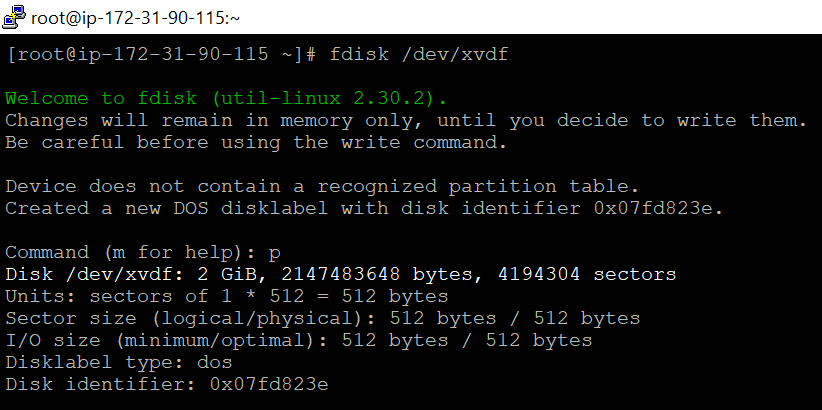 root@ip-172-31-90-115:~
[root@ip-172-31-90-115 ~]# fdisk /dev/xvdf
Welcome to fdisk (util-linux 2.30.2).
Changes will remain in memory only, until you decide to write them.
Be careful before using the write command.
Device does not contain a recognized partition table.
Created a new DOS disklabel with disk identifier 0x07fd823e.
Command (m for help): p
Disk /dev/xvdf: 2 GiB, 2147483648 bytes, 4194304 sectors
Units: sectors of 1 * 512 = 512 bytes
Sector size (logical/physical): 512 bytes / 512 bytes
I/O size (minimum/optimal): 512 bytes / 512 bytes
Disklabel type: dos
Disk identifier: 0x07fd823e